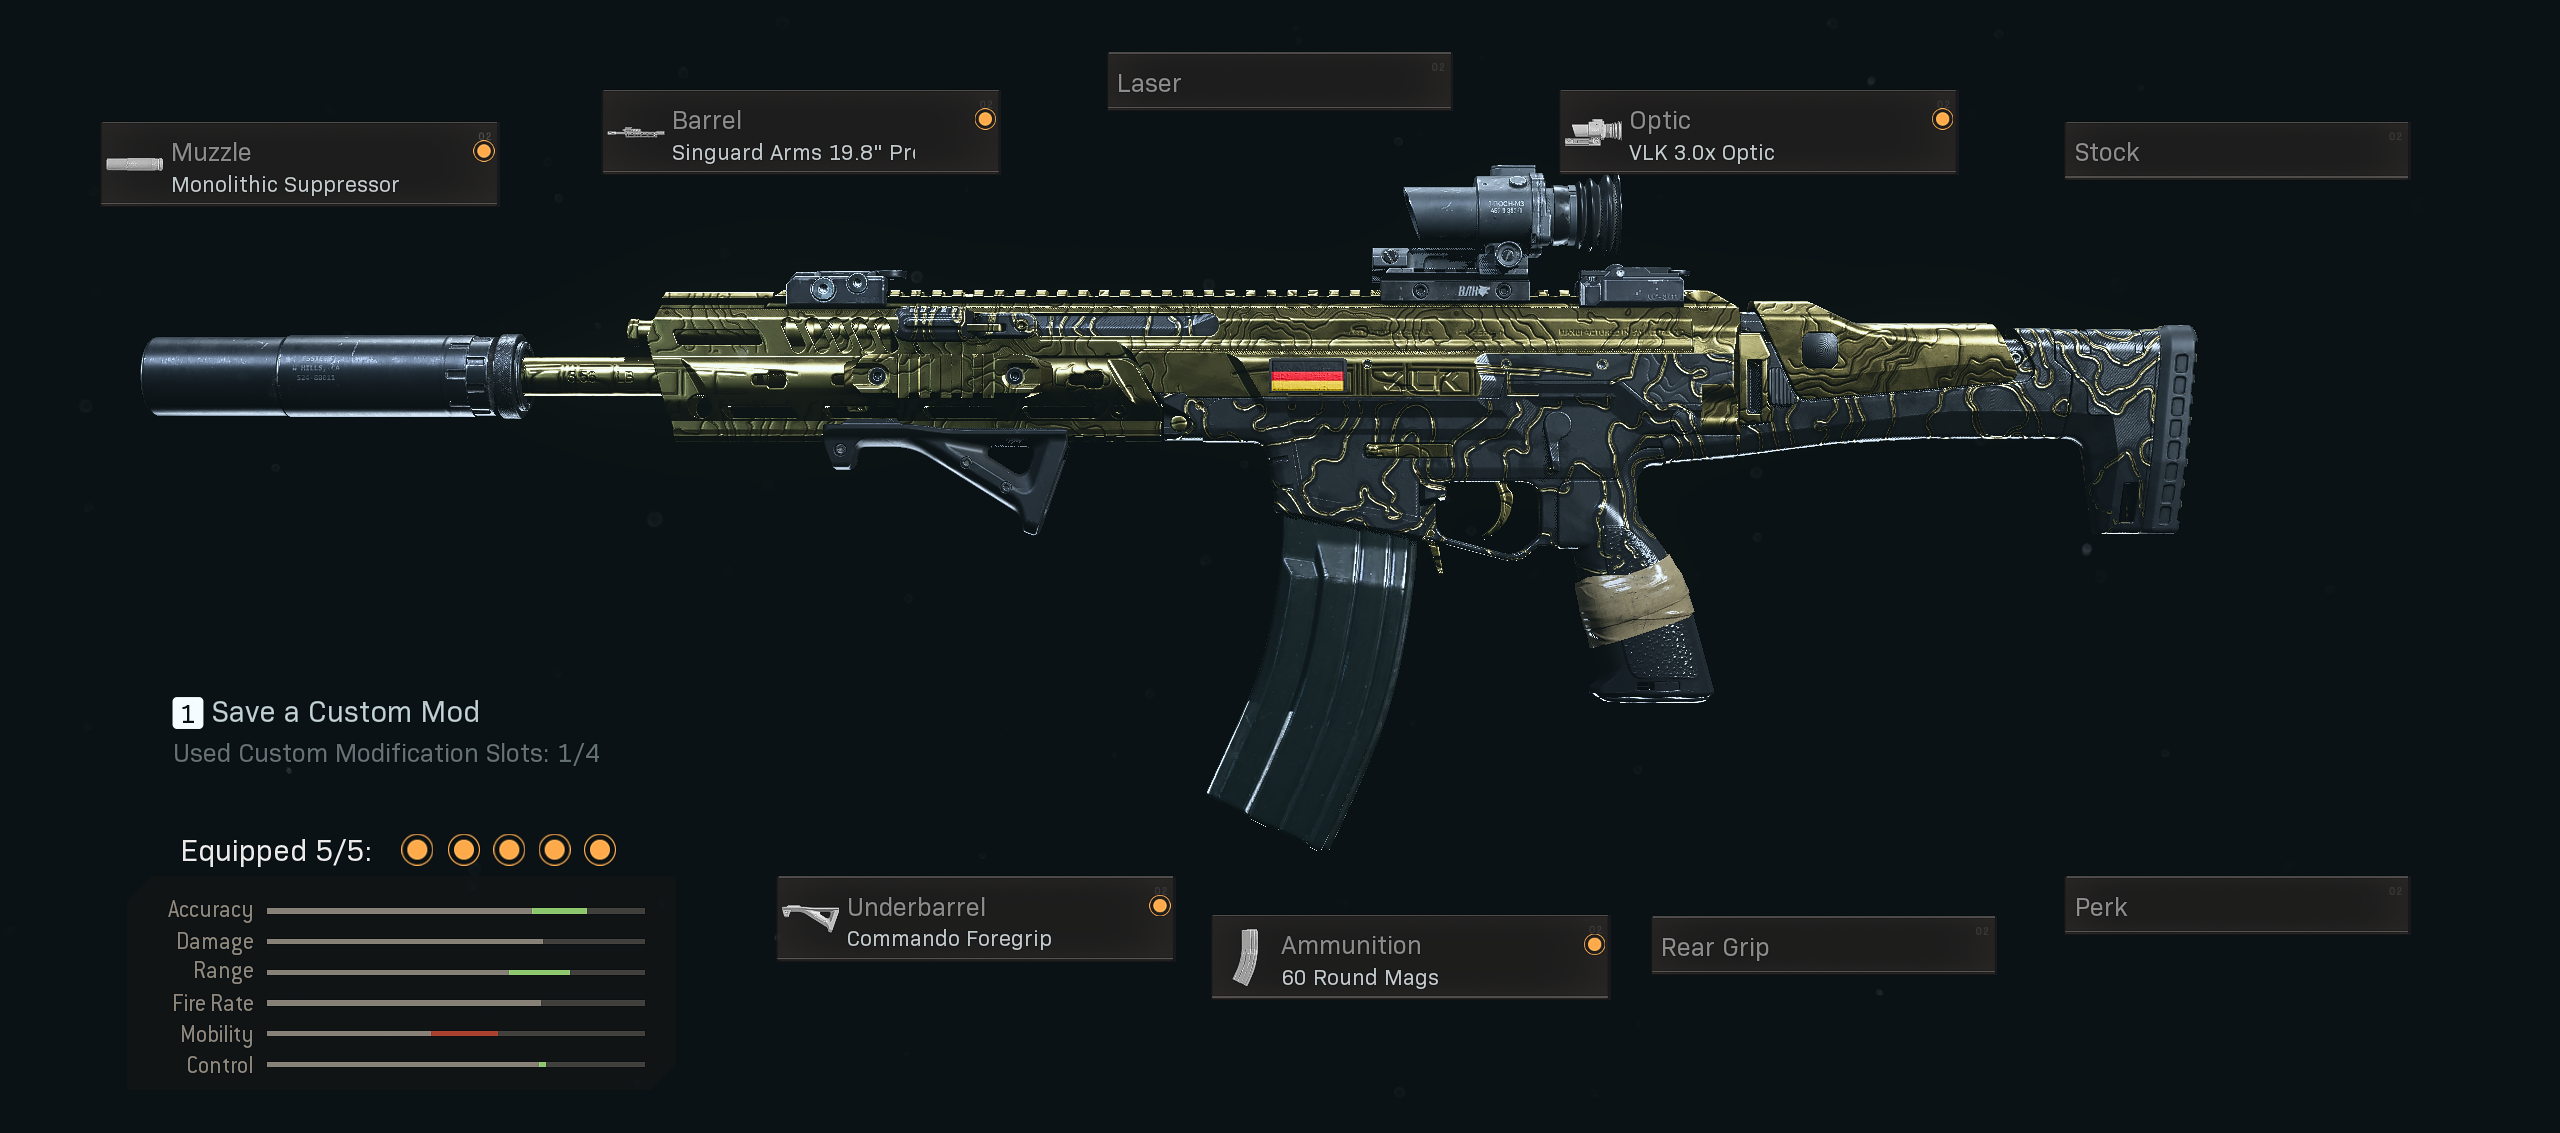 Laser
Barrel
Singuard Arms 19.8" Pr
Optic
VLK 3.0x Optic
Muzzle
Monolithic Suppressor
Stock
1 Save a Custom Mod
Used Custom Modification Slots: 1/4
Equipped 5/5:
Accuracy
Damage
Range
Fire Rate
Mobility
Control
Underbarrel
Commando Foregrip
Ammunition
60 Round Mags
Rear Grip
Perk